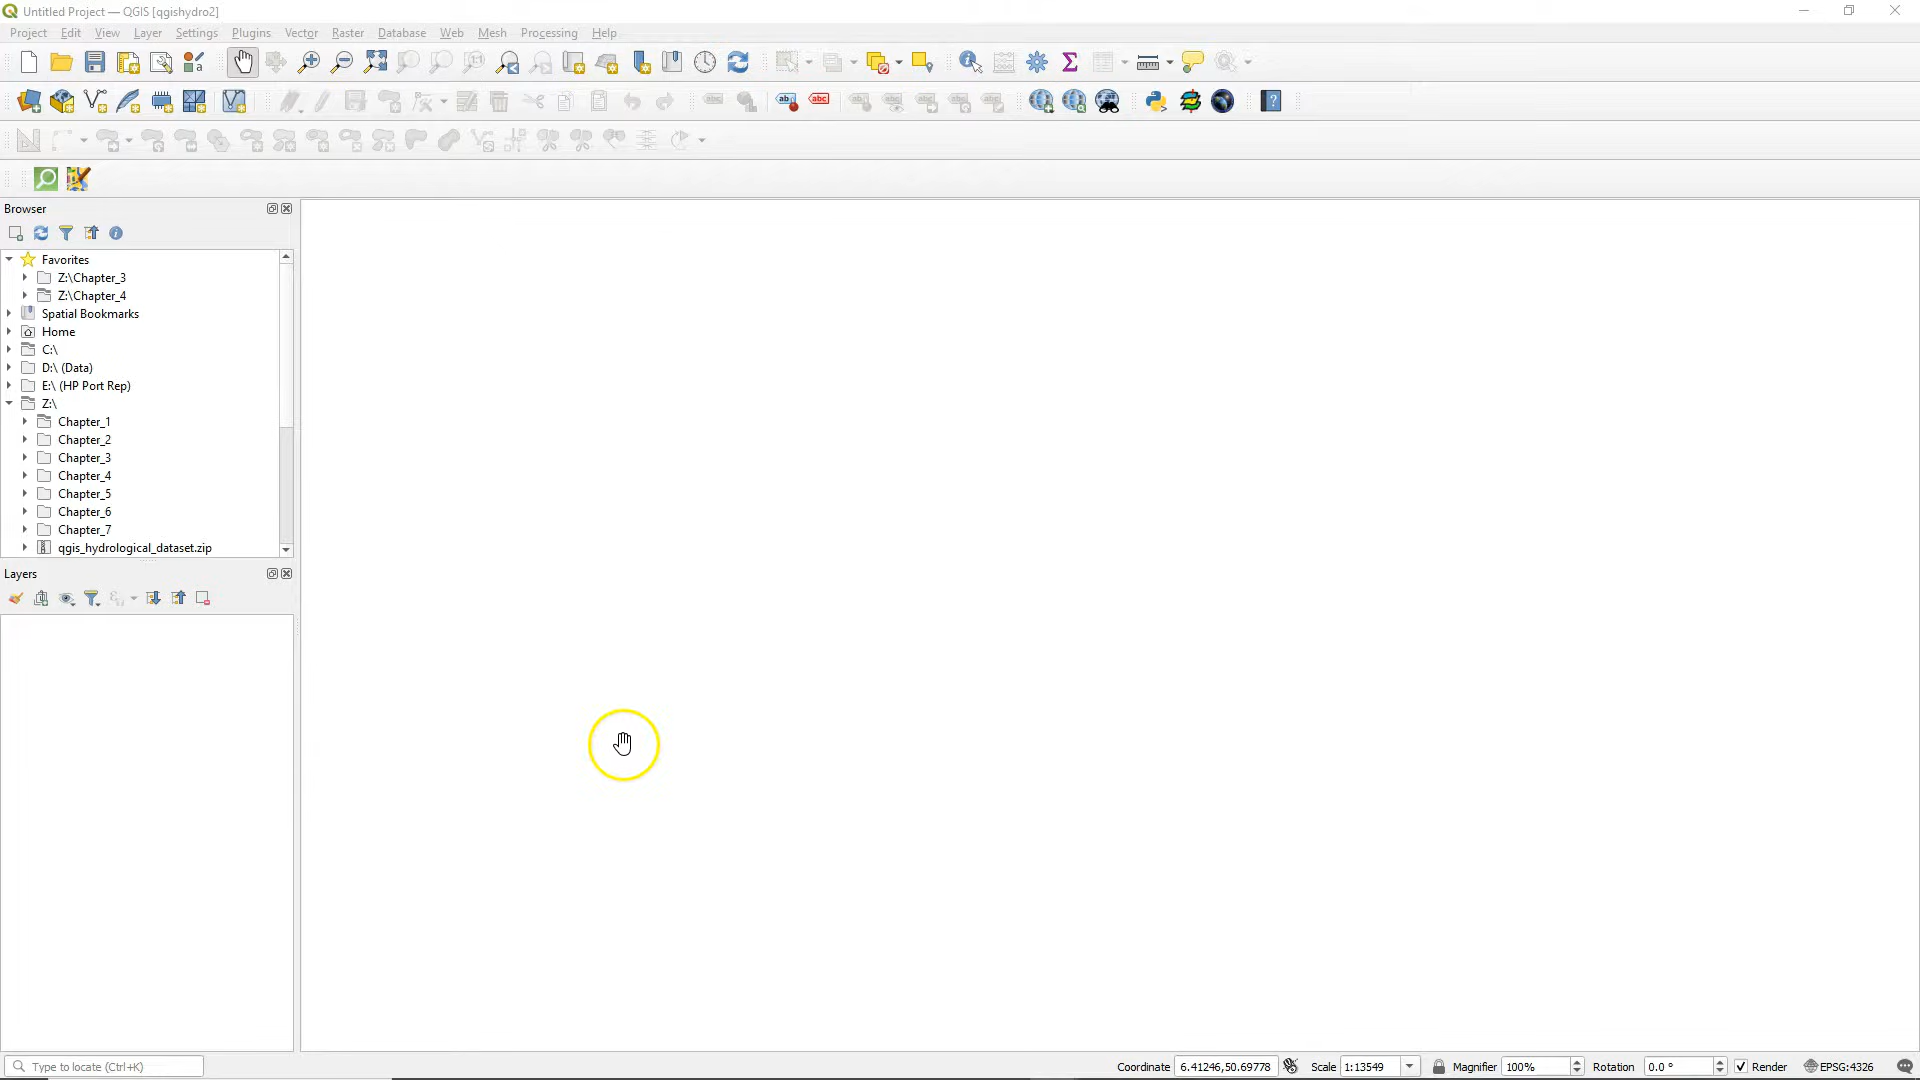 Untitled Project — QGIS [qgishydro2]
Project Edit View Layer Settings Plugins Vector Raster Database Web Mesh Processing Help
Browser
Favorites
Z:\Chapter_3
Z:\Chapter_4
Spatial Bookmarks
Home
C:\
D:\ (Data)
E:\ (HP Port Rep)
Z:\
Chapter_1
Chapter_2
Chapter_3
Chapter_4
Chapter_5
Chapter_6
Chapter_7
qgis_hydrological_dataset.zip
Layers
Type to locate (Ctrl+K) Coordinate 6.41246,50.69778 Scale 1:13549 Magnifier 100% Rotation 0.0 ° Render EPSG:4326